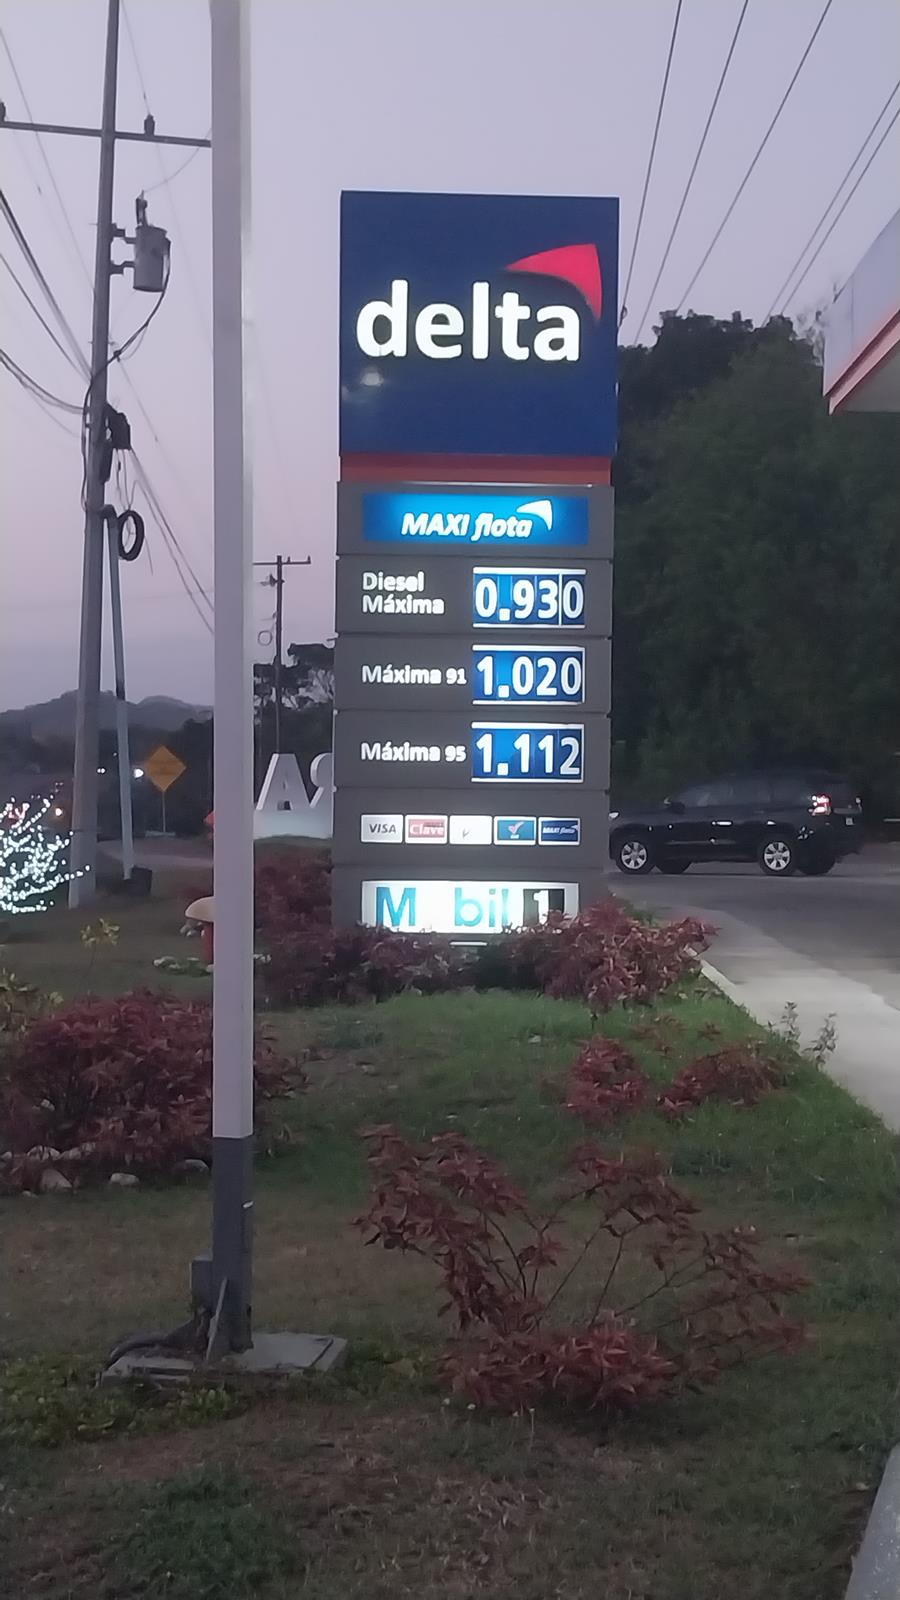 delta
MAXI flota
Diesel
Máxima
0.930
Máxima 91
1.020
Máxima 95
1.112
VISA
Clave
MAXI flota
M bil 1